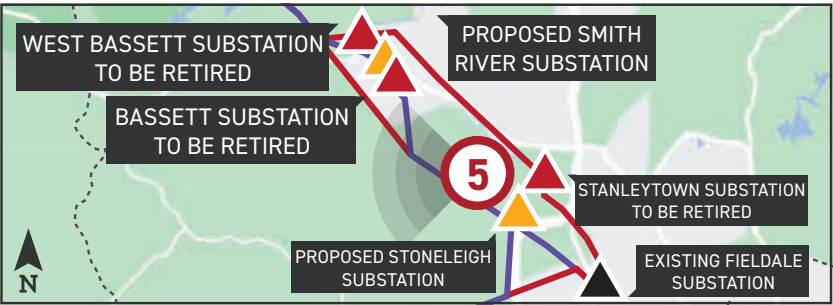 WEST BASSETT SUBSTATION
TO BE RETIRED
PROPOSED SMITH
RIVER SUBSTATION
BASSETT SUBSTATION
TO BE RETIRED
5
STANLEYTOWN SUBSTATION
TO BE RETIRED
PROPOSED STONELEIGH
SUBSTATION
EXISTING FIELDALE
SUBSTATION
N